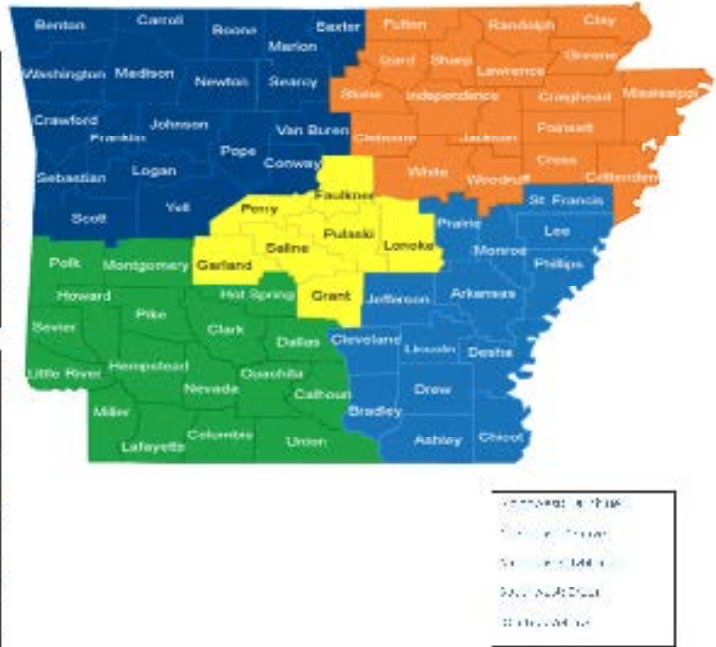 Benton Carroll Boone Baxter Fulton Randolph Clay
Marion
Izard Sharp Lawrence Greene
Washington Madison Newton Searcy
Stone Independence Craighead Mississippi
Crawford Franklin Johnson Van Buren Cleburne Jackson Poinsett
Pope Conway
Sebastian Logan White Woodruff Cross Crittenden
Scott Yell Perry Faulkner Prairie St. Francis
Pulaski Lonoke Lee
Saline Monroe
Polk Montgomery Garland Phillips
Howard Hot Spring Grant Jefferson Arkansas
Sevier Pike Clark
Dallas Cleveland Lincoln Desha
Little River Hempstead Ouachita
Nevada Calhoun Drew
Miller Bradley
Lafayette Columbia Union Ashley Chicot